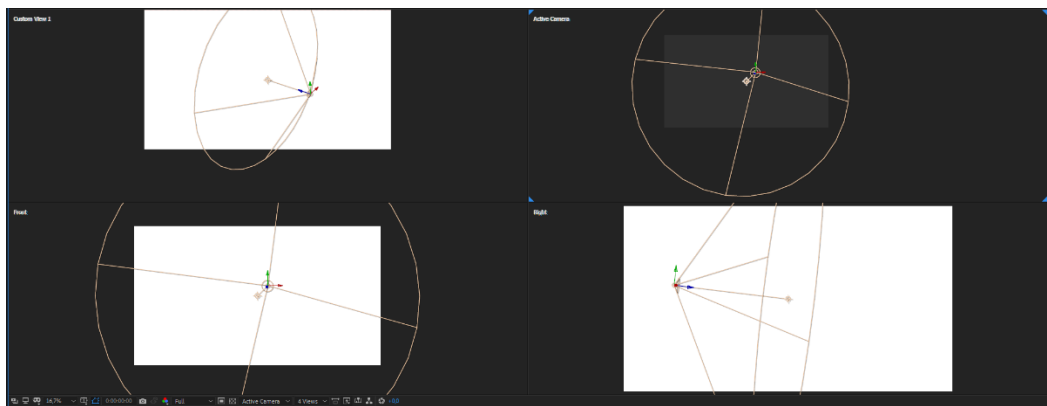 Custom View 1
Active Camera
Front
Right
16,7%
0:00:00:00
Full
Active Camera
4 Views
+0,0